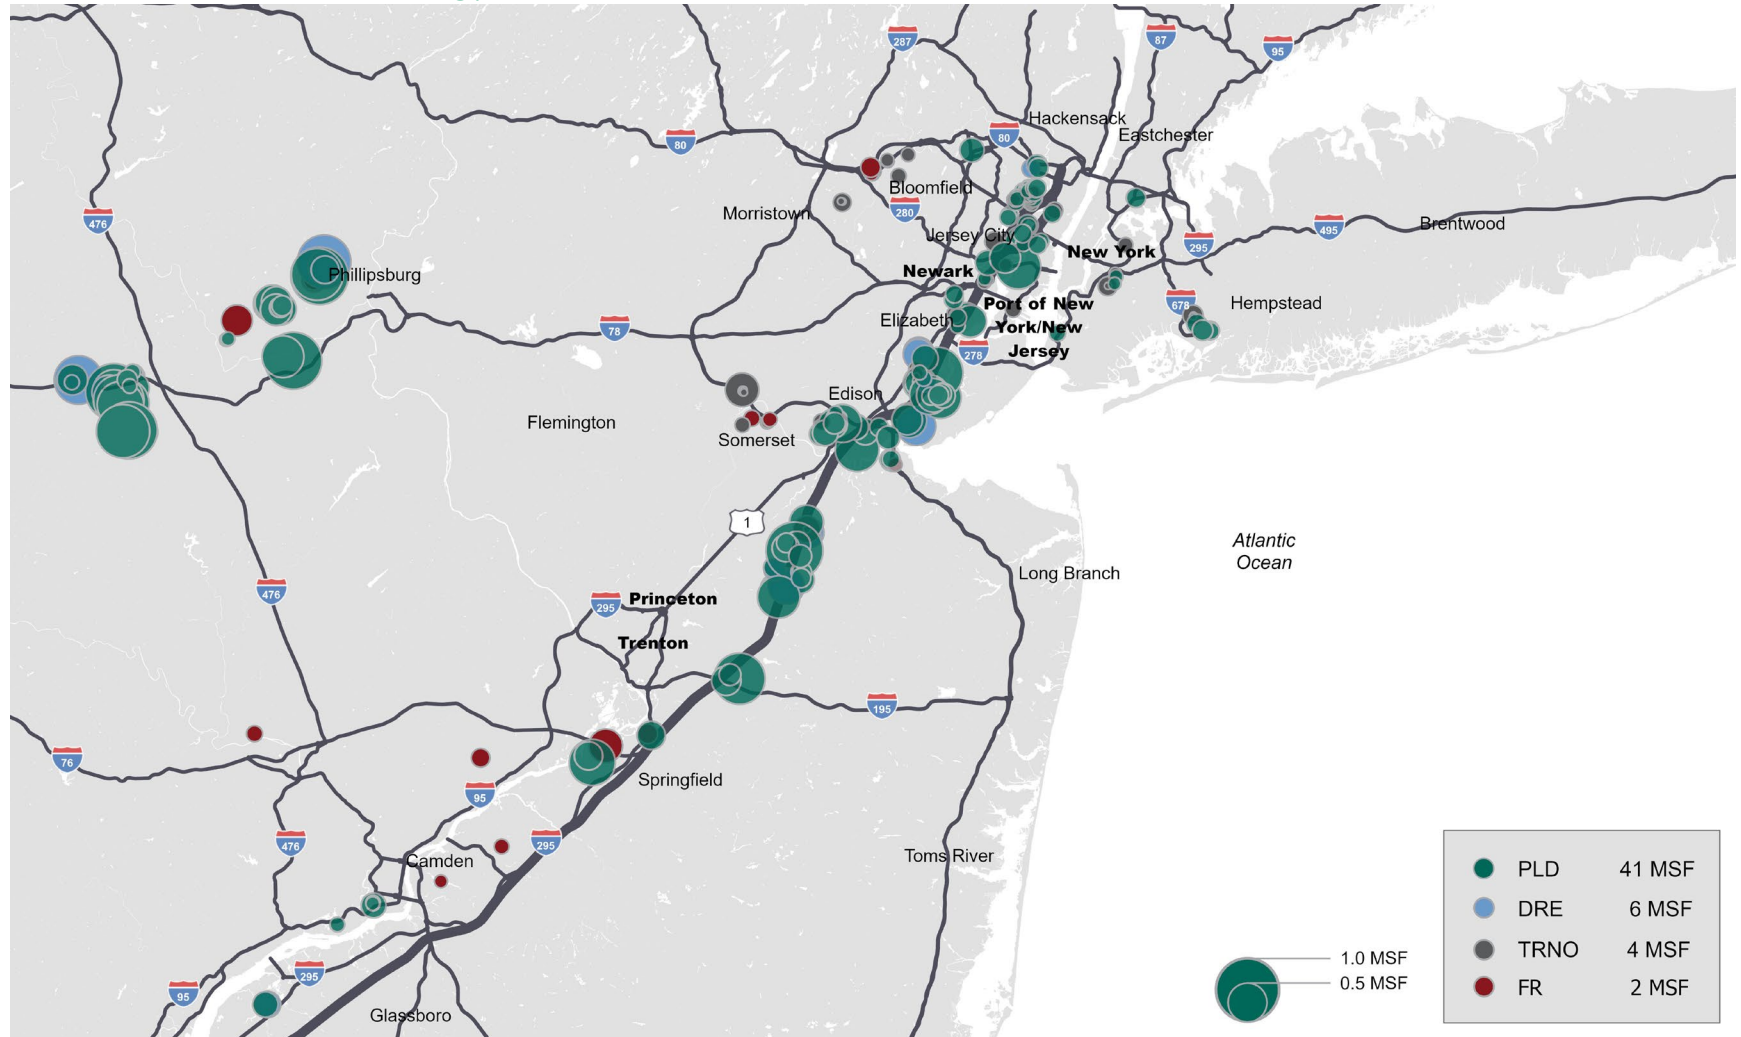 287
87
95
Hackensack
80
Eastchester
80
Bloomfield
Morristown
280
476
Brentwood
495
Jersey City
New York
295
Newark
Phillipsburg
Port of New
York/New
Jersey
678
Hempstead
Elizabeth
78
278
Edison
Flemington
Somerset
1
Atlantic
Ocean
Long Branch
476
295
Princeton
Trenton
195
76
Springfield
95
476
295
Camden
Toms River
PLD 41 MSF
DRE 6 MSF
TRNO 4 MSF
FR 2 MSF
1.0 MSF
0.5 MSF
295
95
Glassboro